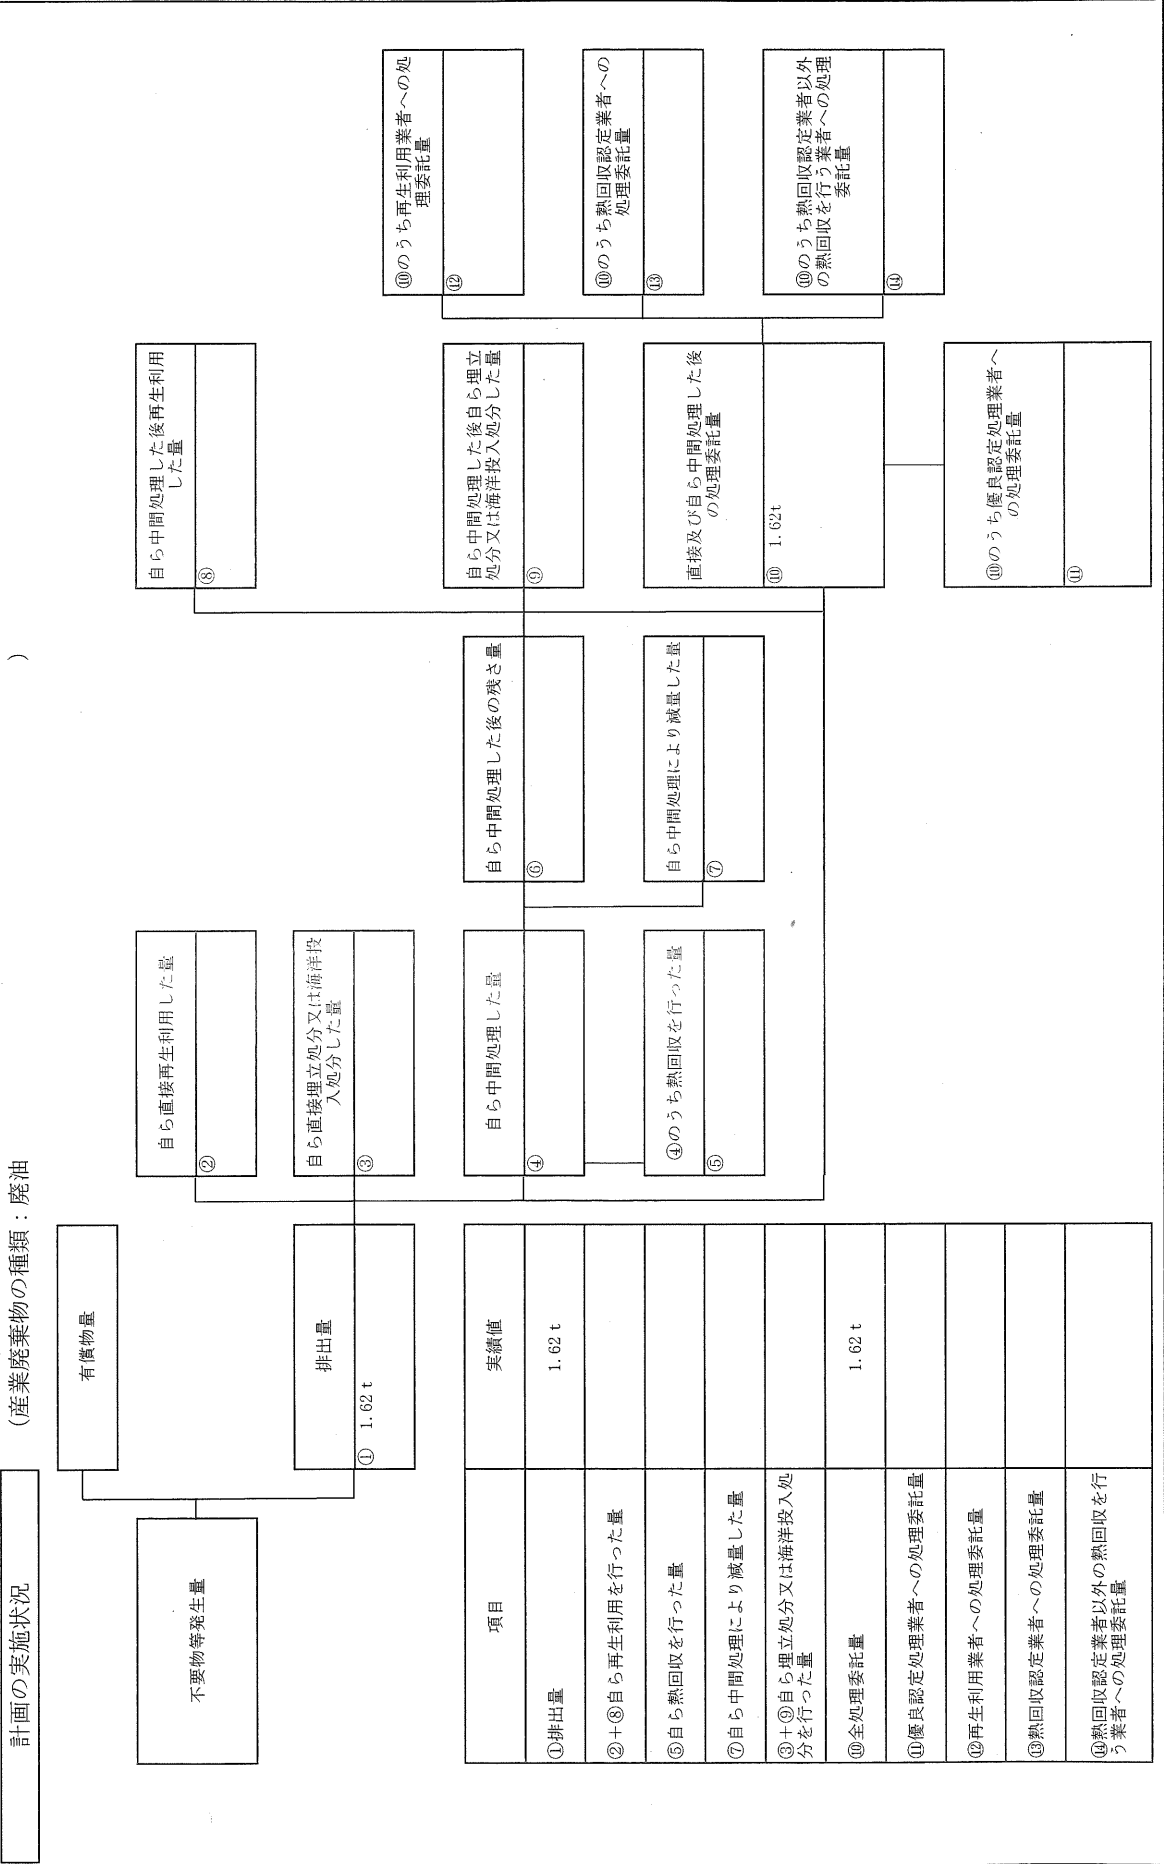 計画の実施状況
(産業廃棄物の種類：廃油
)
不要物等発生量
有償物量
排出量
① 1.62 t
自ら直接再生利用した量
②
自ら直接埋立処分又は海洋投
入処分した量
③
自ら中間処理した量
④
④のうち熱回収を行った量
⑤
自ら中間処理した後の残さ量
⑥
自ら中間処理により減量した量
⑦
自ら中間処理した後再生利用
した量
⑧
自ら中間処理した後自ら埋立
処分又は海洋投入処分した量
⑨
直接及び自ら中間処理した後
の処理委託量
⑩ 1.62t
⑩のうち優良認定処理業者へ
の処理委託量
⑪
⑩のうち再生利用業者への処
理委託量
⑫
⑩のうち熱回収認定業者への
処理委託量
⑬
⑩のうち熱回収認定業者以外
の熱回収を行う業者への処理
委託量
⑭
項目 実績値
①排出量 1.62 t
②+⑧自ら再生利用を行った量
⑤自ら熱回収を行った量
⑦自ら中間処理により減量した量
③+⑨自ら埋立処分又は海洋投入処
分を行った量
⑩全処理委託量 1.62 t
⑪優良認定処理業者への処理委託量
⑫再生利用業者への処理委託量
⑬熱回収認定業者への処理委託量
⑭熱回収認定業者以外の熱回収を行
う業者への処理委託量